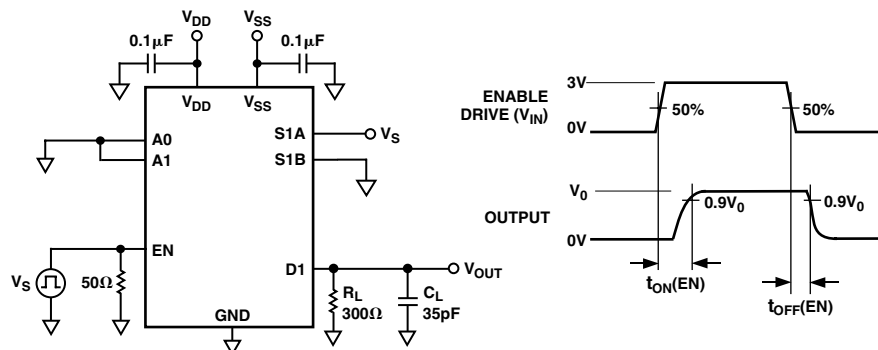 VDD
VSS
0.1µF
0.1µF
VDD
VSS
A0
A1
S1A
VS
S1B
EN
VS
50Ω
D1
VOUT
GND
RL
300Ω
CL
35pF
3V
ENABLE
DRIVE (VIN)
50%
50%
0V
V0
0.9V0
0.9V0
OUTPUT
0V
tON(EN)
tOFF(EN)